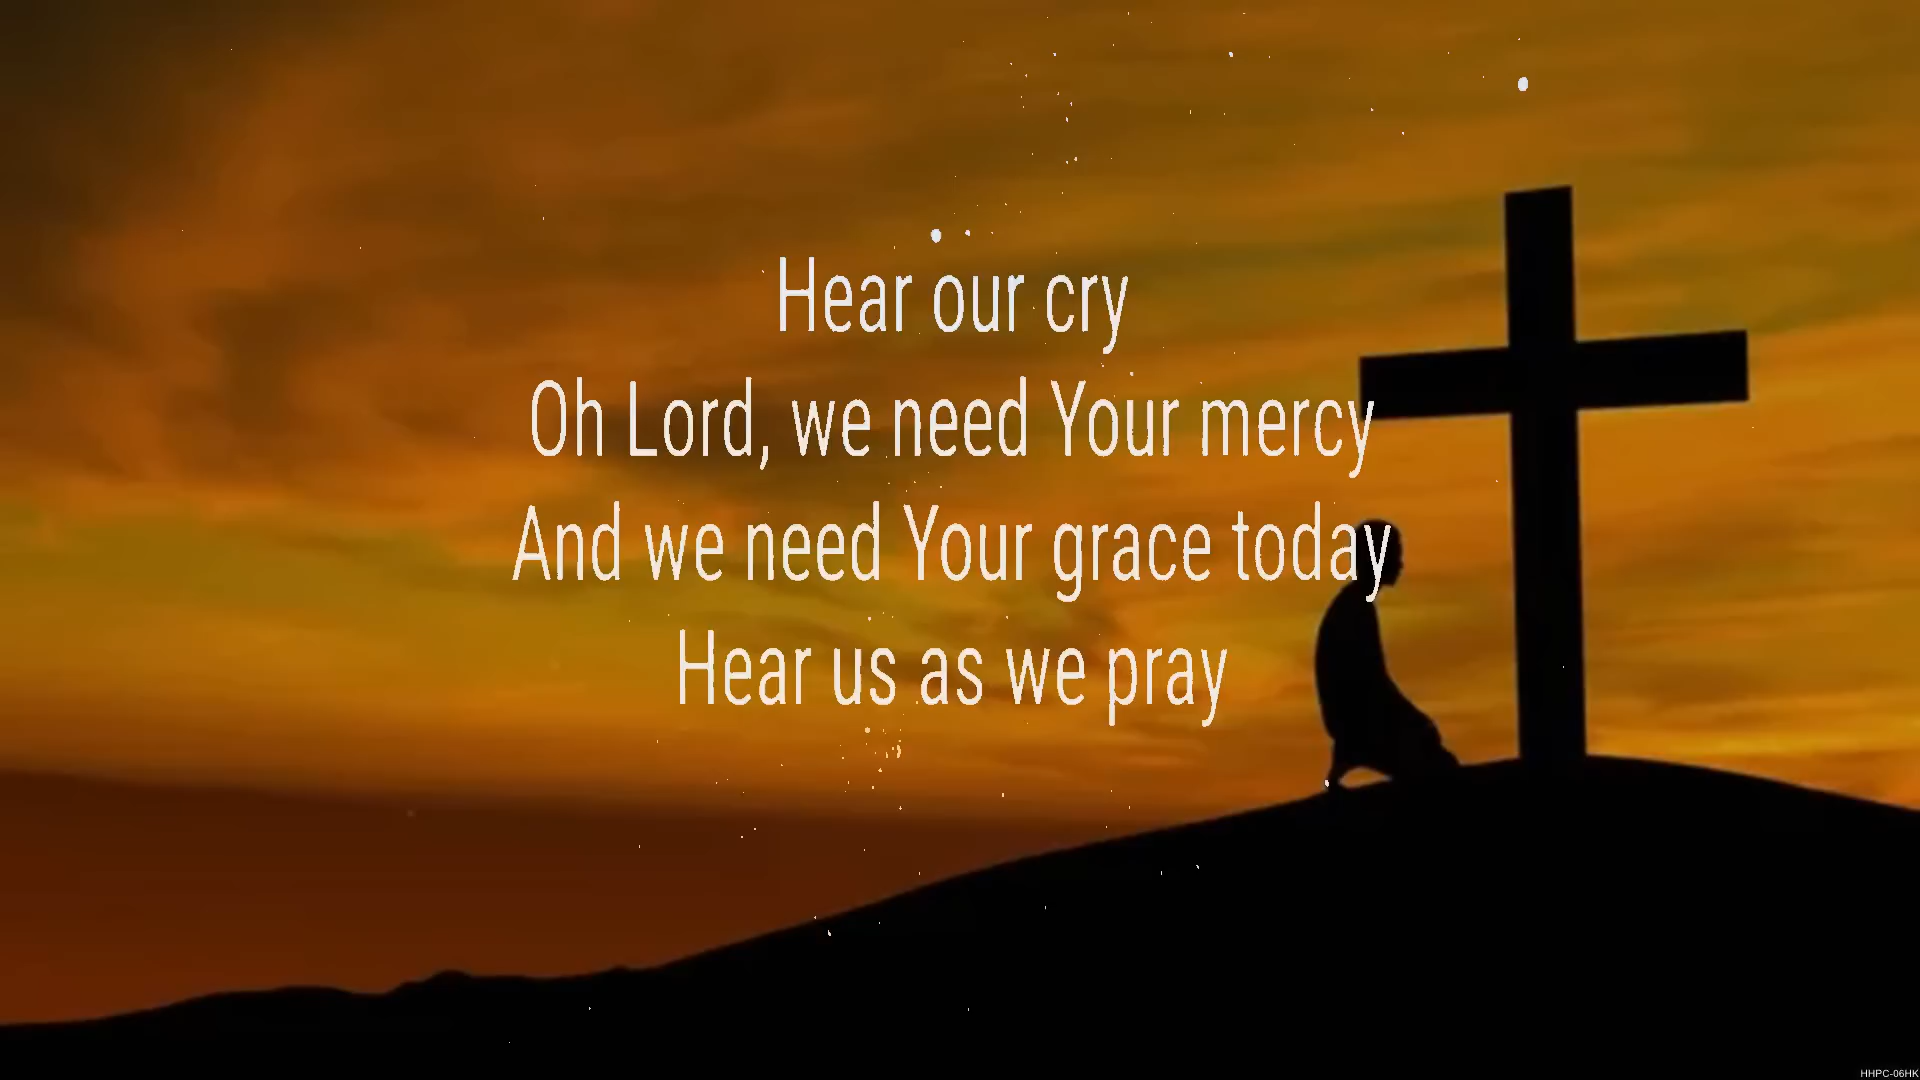 Hear our cry
Oh Lord, we need Your mercy
And we need Your grace today
Hear us as we pray
HHPC-06HK